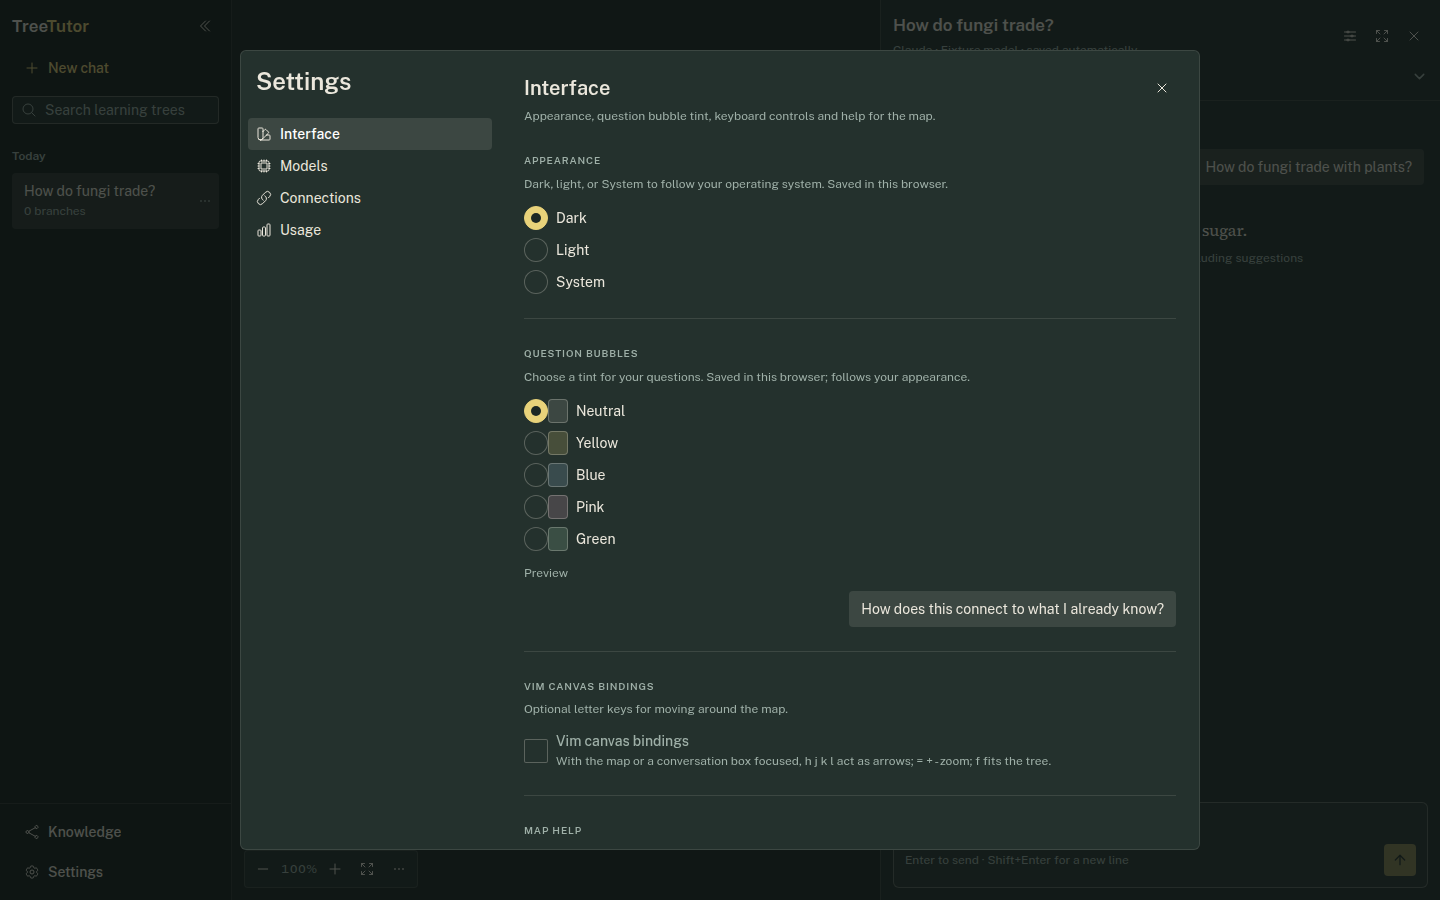 TreeTutor
New chat
Search learning trees
Today
How do fungi trade?
0 branches
Knowledge
Settings
Settings
Interface
Models
Connections
Usage
Interface
Appearance, question bubble tint, keyboard controls and help for the map.
APPEARANCE
Dark, light, or System to follow your operating system. Saved in this browser.
Dark
Light
System
QUESTION BUBBLES
Choose a tint for your questions. Saved in this browser; follows your appearance.
Neutral
Yellow
Blue
Pink
Green
Preview
How does this connect to what I already know?
VIM CANVAS BINDINGS
Optional letter keys for moving around the map.
Vim canvas bindings
With the map or a conversation box focused, h j k l act as arrows; = + - zoom; f fits the tree.
MAP HELP
100%
How do fungi trade?
How do fungi trade with plants?
sugar.
suggestions
Enter to send · Shift+Enter for a new line